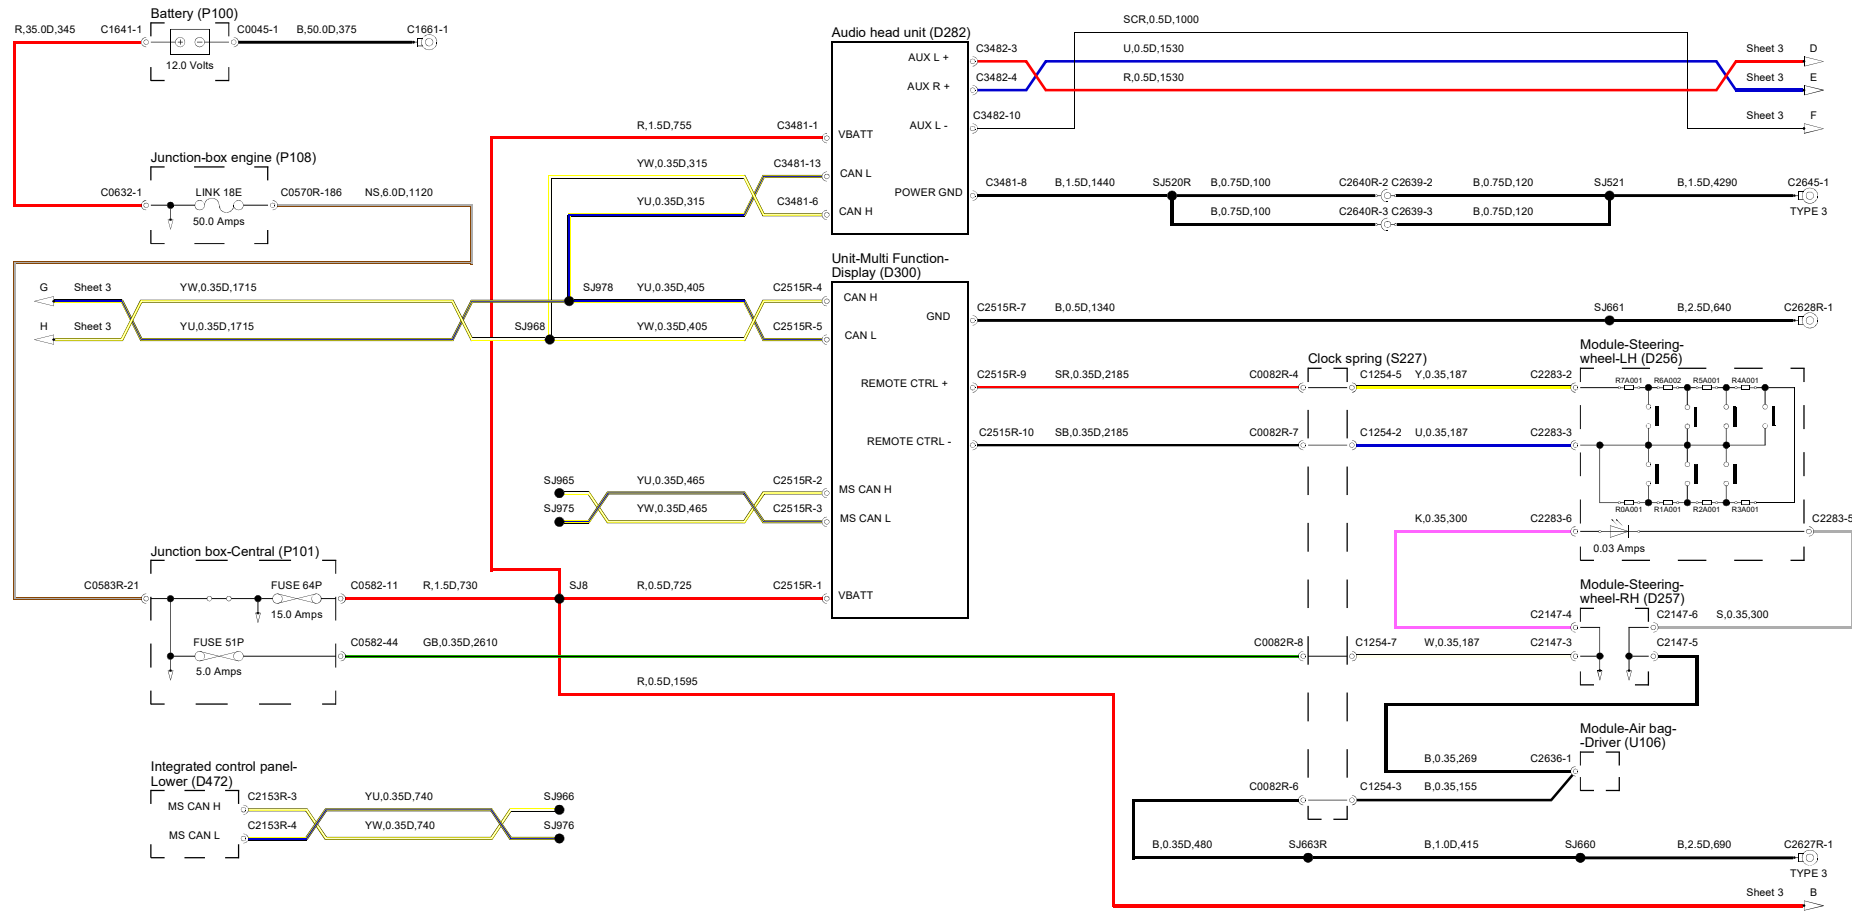 Battery (P100)
R,35.0D,345
C1641-1
C0045-1
B,50.0D,375
C1661-1
12.0 Volts
Junction-box engine (P108)
C0632-1
LINK 18E
C0570R-186
NS,6.0D,1120
50.0 Amps
Audio head unit (D282)
AUX L +
AUX R +
AUX L -
VBATT
CAN L
CAN H
POWER GND
C3482-3
C3482-4
C3482-10
SCR,0.5D,1000
U,0.5D,1530
R,0.5D,1530
Sheet 3
D
Sheet 3
E
Sheet 3
F
R,1.5D,755
C3481-1
YW,0.35D,315
C3481-13
YU,0.35D,315
C3481-6
C3481-8
B,1.5D,1440
SJ520R
B,0.75D,100
C2640R-2
C2639-2
B,0.75D,120
SJ521
B,1.5D,4290
C2645-1
B,0.75D,100
C2640R-3
C2639-3
B,0.75D,120
TYPE 3
Unit-Multi Function-
Display (D300)
CAN H
CAN L
GND
REMOTE CTRL +
REMOTE CTRL -
MS CAN H
MS CAN L
VBATT
G
Sheet 3
YW,0.35D,1715
SJ978
YU,0.35D,405
C2515R-4
H
Sheet 3
YU,0.35D,1715
SJ968
YW,0.35D,405
C2515R-5
C2515R-7
B,0.5D,1340
SJ661
B,2.5D,640
C2628R-1
C2515R-9
SR,0.35D,2185
C0082R-4
Clock spring (S227)
C1254-5
Y,0.35,187
C2283-2
C2515R-10
SB,0.35D,2185
C0082R-7
C1254-2
U,0.35,187
C2283-3
Module-Steering-
wheel-LH (D256)
R7A001
R6A002
R5A001
R4A001
R0A001
R1A001
R2A001
R3A001
K,0.35,300
C2283-6
C2283-5
0.03 Amps
SJ965
YU,0.35D,465
C2515R-2
SJ975
YW,0.35D,465
C2515R-3
Junction box-Central (P101)
C0583R-21
FUSE 64P
C0582-11
R,1.5D,730
SJ8
R,0.5D,725
C2515R-1
15.0 Amps
FUSE 51P
C0582-44
GB,0.35D,2610
C0082R-8
C1254-7
W,0.35,187
C2147-3
5.0 Amps
Module-Steering-
wheel-RH (D257)
C2147-4
C2147-6
S,0.35,300
C2147-5
R,0.5D,1595
Module-Air bag-
-Driver (U106)
B,0.35,269
C2636-1
C0082R-6
C1254-3
B,0.35,155
Integrated control panel-
Lower (D472)
MS CAN H
C2153R-3
YU,0.35D,740
SJ966
MS CAN L
C2153R-4
YW,0.35D,740
SJ976
B,0.35D,480
SJ663R
B,1.0D,415
SJ660
B,2.5D,690
C2627R-1
TYPE 3
Sheet 3
B